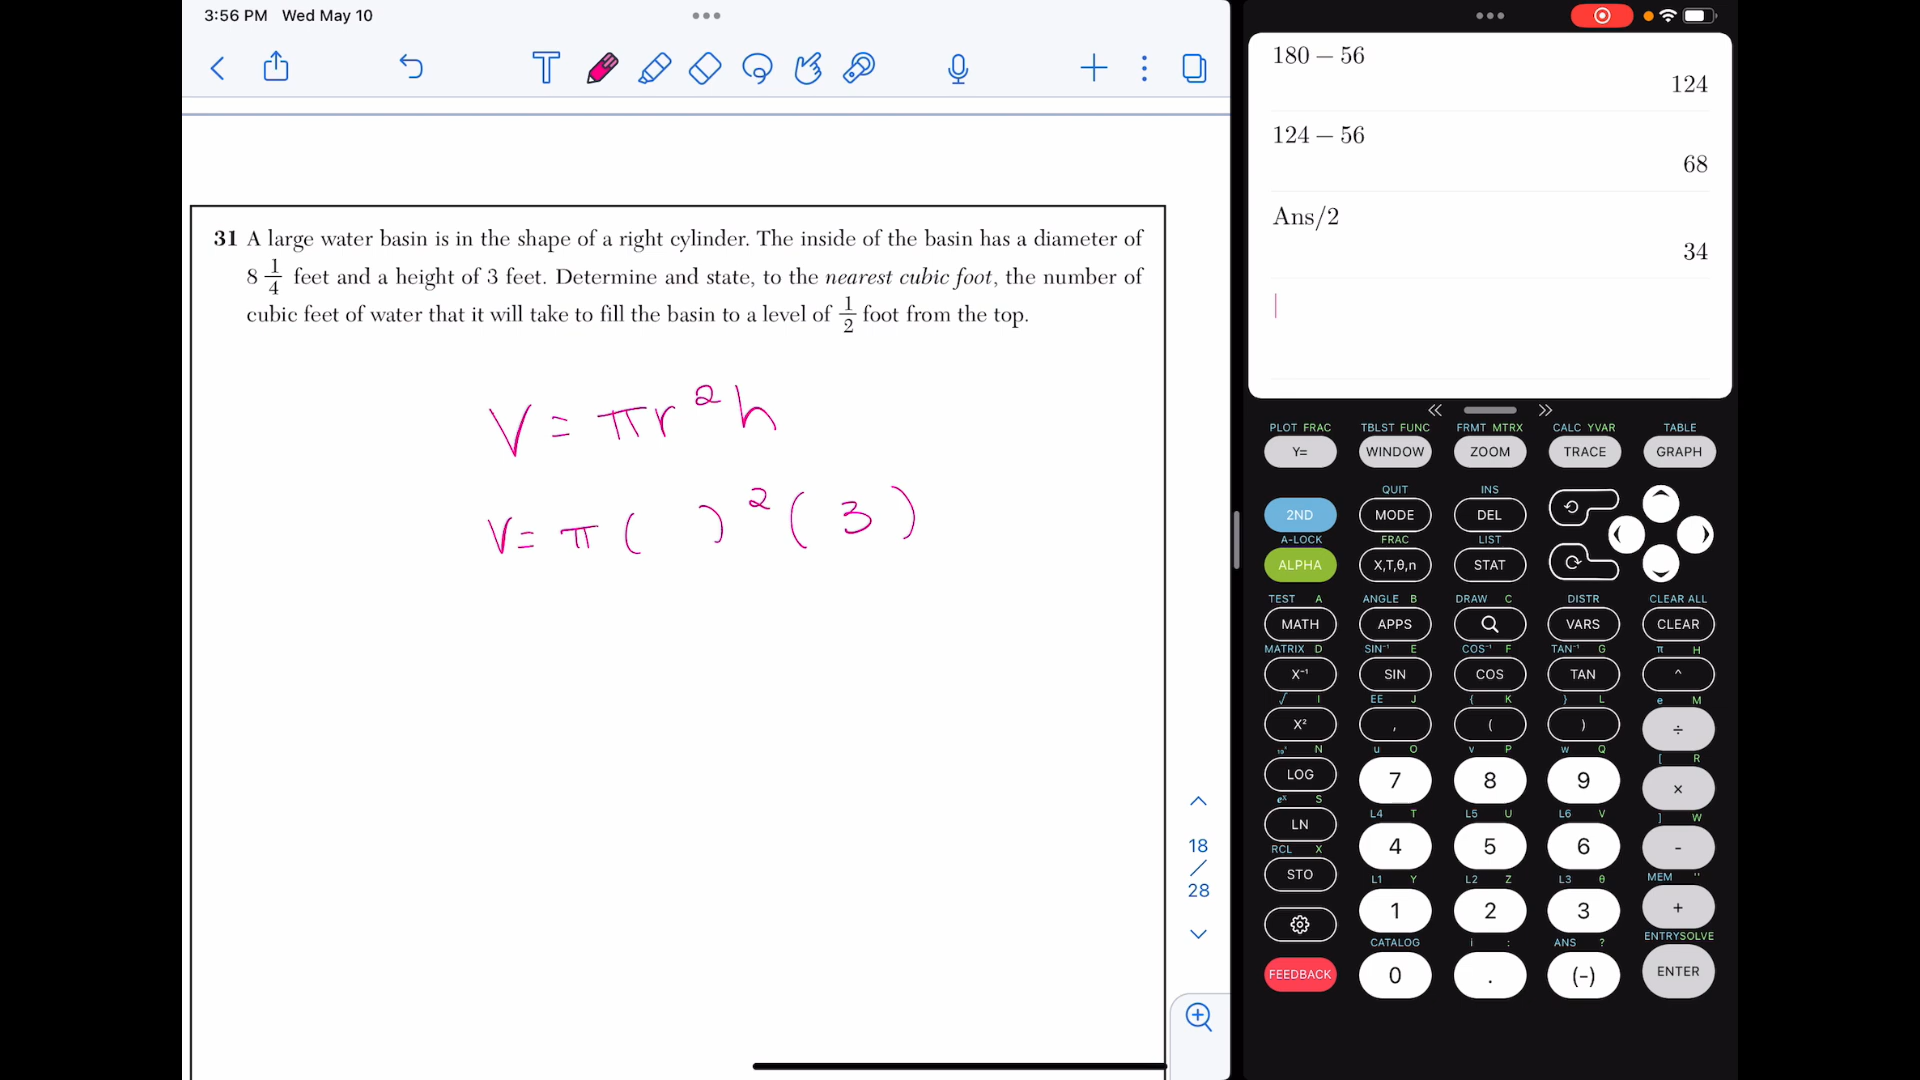 3:56 PM Wed May 10
31 A large water basin is in the shape of a right cylinder. The inside of the basin has a diameter of
8 1/4 feet and a height of 3 feet. Determine and state, to the nearest cubic foot, the number of
cubic feet of water that it will take to fill the basin to a level of 1/2 foot from the top.
V = πr²h
V = π( )²(3)
18
/
28
180 – 56
124
124 – 56
68
Ans/2
34
PLOT FRAC TBLST FUNC FRMT MTRX CALC YVAR TABLE
Y= WINDOW ZOOM TRACE GRAPH
QUIT INS
2ND MODE DEL
A-LOCK FRAC LIST
ALPHA X,T,θ,n STAT
TEST A ANGLE B DRAW C DISTR CLEAR ALL
MATH APPS VARS CLEAR
MATRIX D SIN⁻¹ E COS⁻¹ F TAN⁻¹ G π H
X⁻¹ SIN COS TAN ^
√ I EE J { K } L e M
X² , ( ) ÷
N u O v P w Q [ R
LOG 7 8 9 ×
eˣ S L4 T L5 U L6 V ] W
LN 4 5 6 -
RCL X L1 Y L2 Z L3 θ MEM "
STO 1 2 3 +
CATALOG i : ANS ? ENTRY SOLVE
FEEDBACK 0 . (-) ENTER